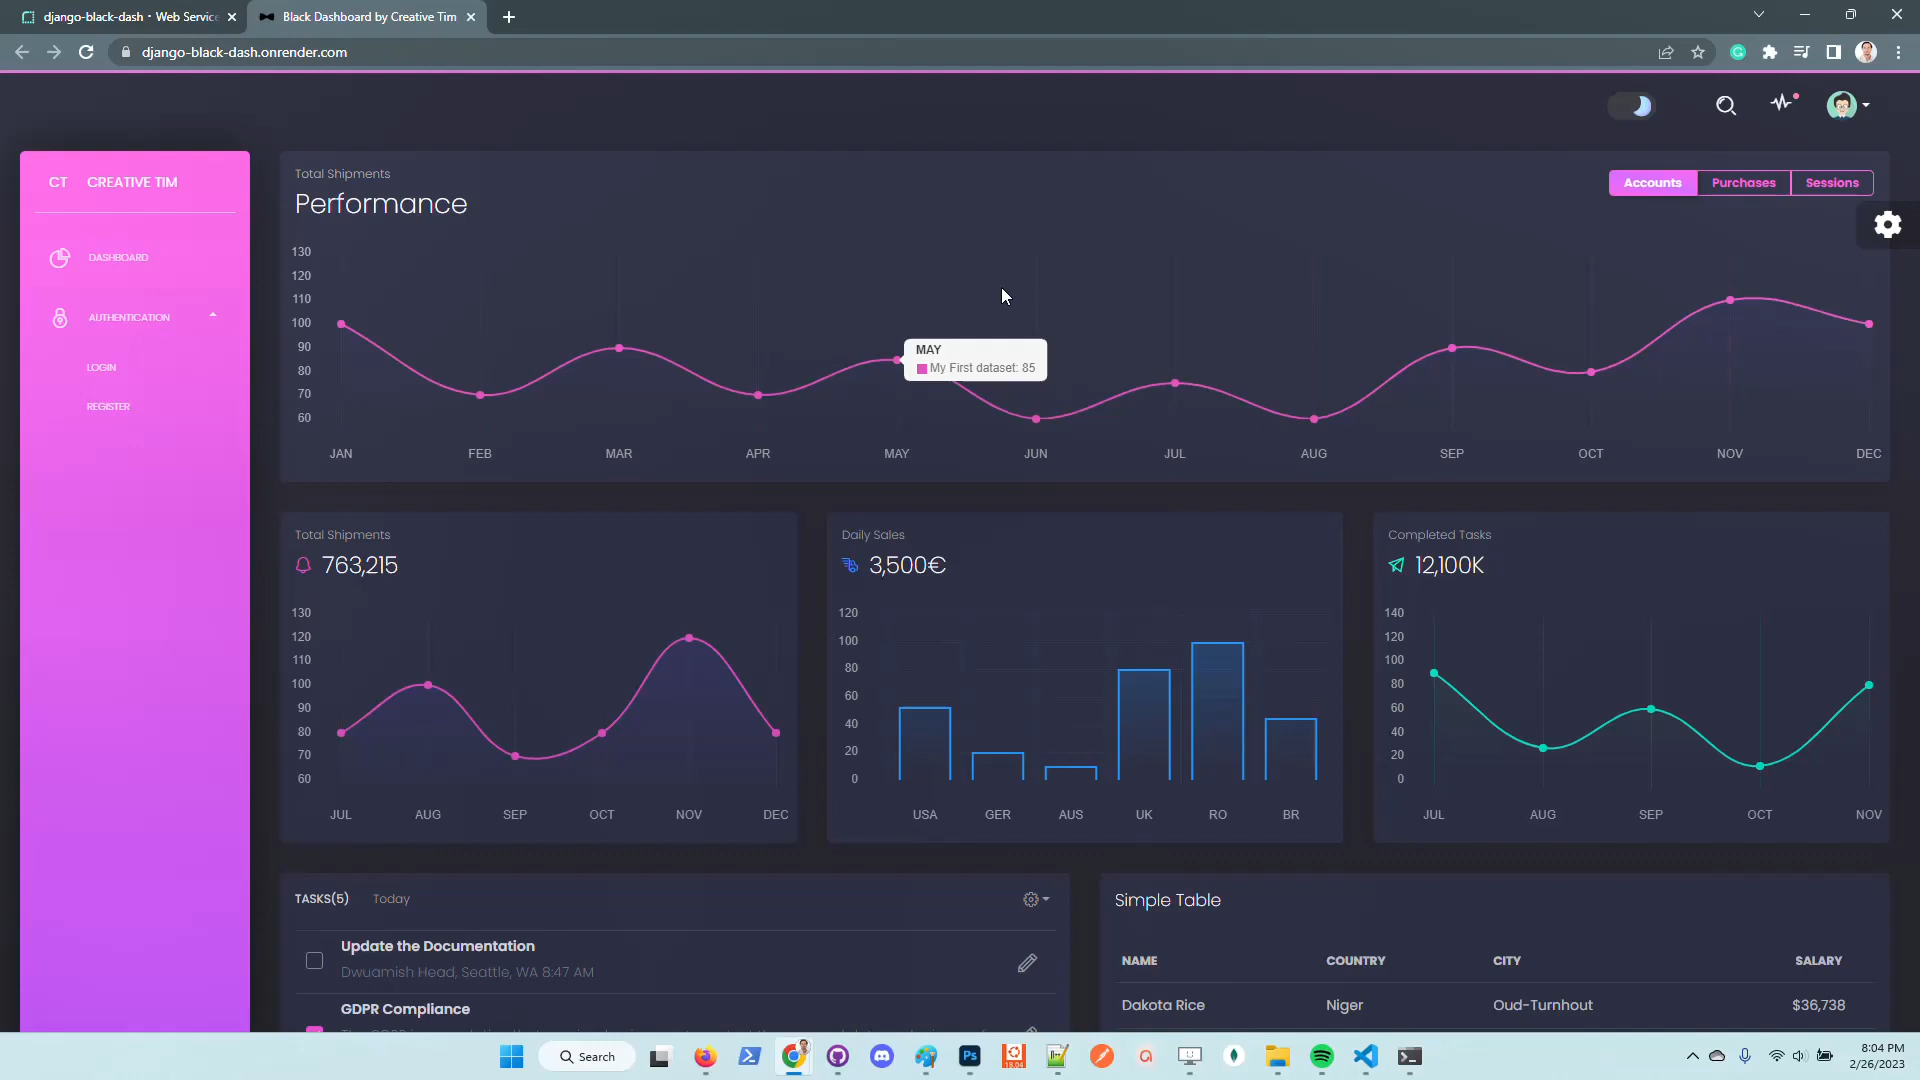 django-black-dash · Web Service
Black Dashboard by Creative Tim
django-black-dash.onrender.com
CT CREATIVE TIM
DASHBOARD
AUTHENTICATION
LOGIN
REGISTER
Total Shipments
Performance
Accounts Purchases Sessions
130
120
110
100
90
80
70
60
MAY
My First dataset: 85
JAN FEB MAR APR MAY JUN JUL AUG SEP OCT NOV DEC
Total Shipments
763,215
130
120
110
100
90
80
70
60
JUL AUG SEP OCT NOV DEC
Daily Sales
3,500€
120
100
80
60
40
20
0
USA GER AUS UK RO BR
Completed Tasks
12,100K
140
120
100
80
60
40
20
0
JUL AUG SEP OCT NOV
TASKS(5) Today
Update the Documentation
Dwuamish Head, Seattle, WA 8:47 AM
GDPR Compliance
Simple Table
NAME COUNTRY CITY SALARY
Dakota Rice Niger Oud-Turnhout $36,738
Search
Ps
18.04
8:04 PM
2/26/2023